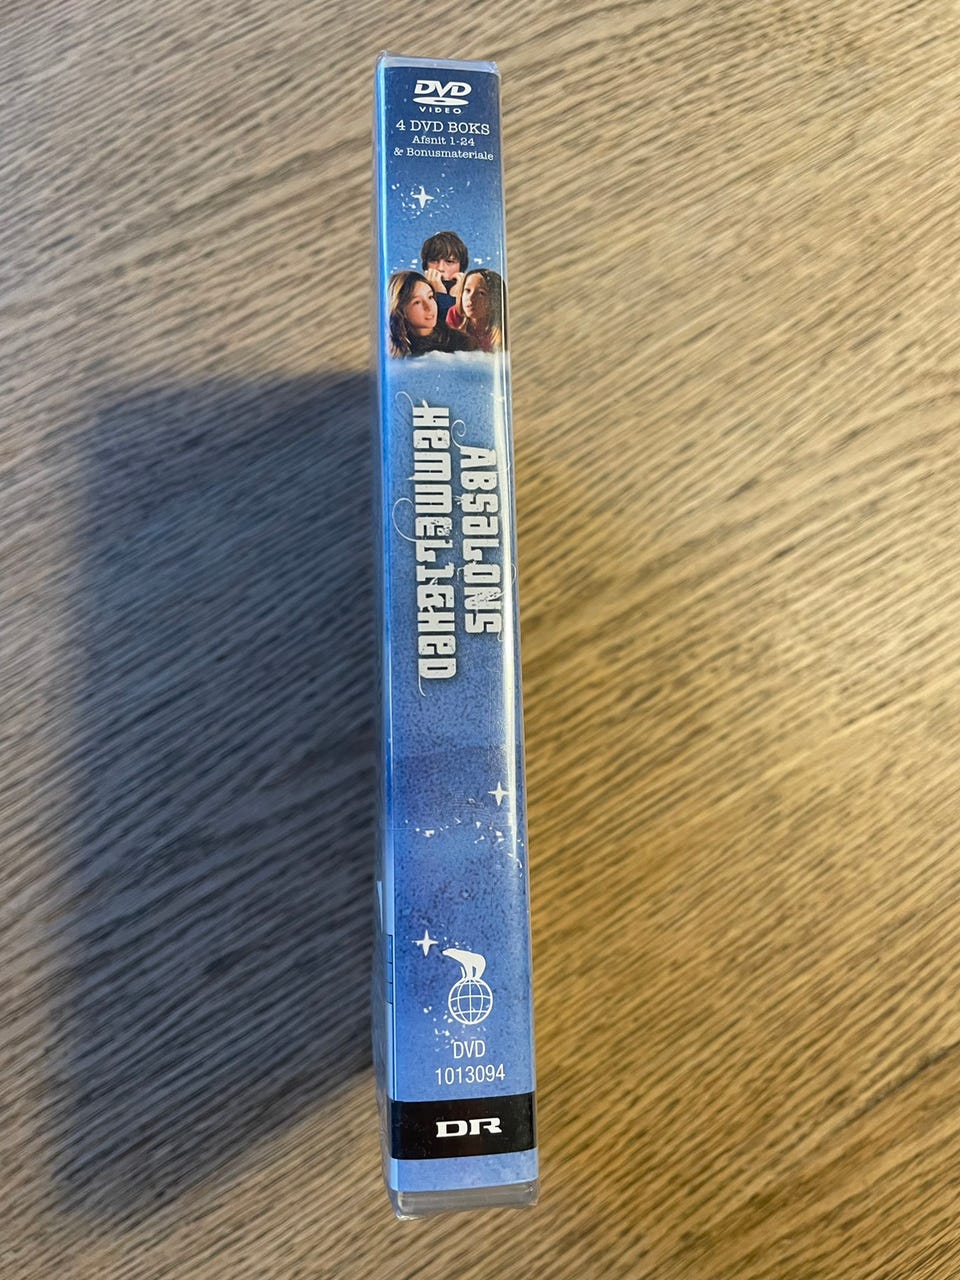 DVD
VIDEO
4 DVD BOKS
Afsnit 1-24
& Bonusmateriale
ABSALONS
HEMMELIGHED
DVD
1013094
DR